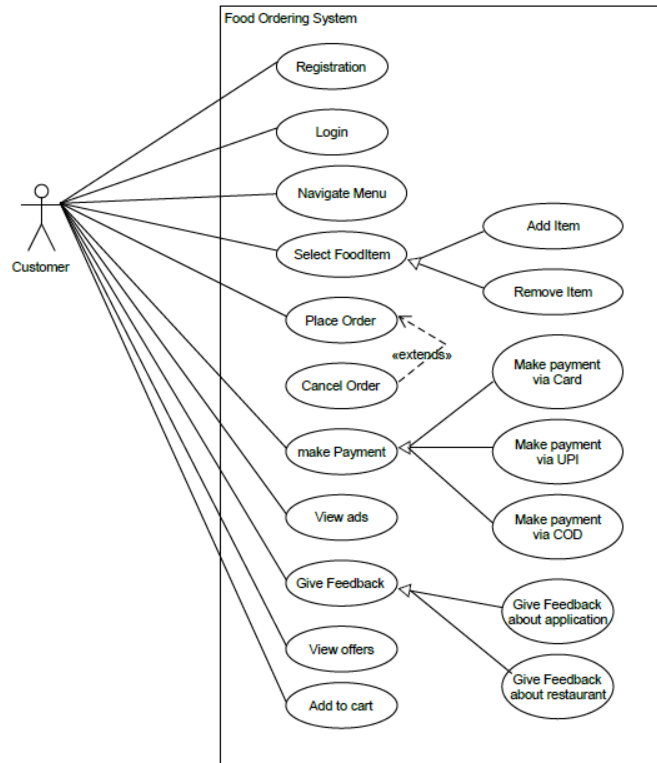 Food Ordering System
Registration
Login
Navigate Menu
Add Item
Select FoodItem
Customer
Remove Item
Place Order
«extends»
Make payment
via Card
Cancel Order
make Payment
Make payment
via UPI
View ads
Make payment
via COD
Give Feedback
Give Feedback
about application
View offers
Give Feedback
about restaurant
Add to cart